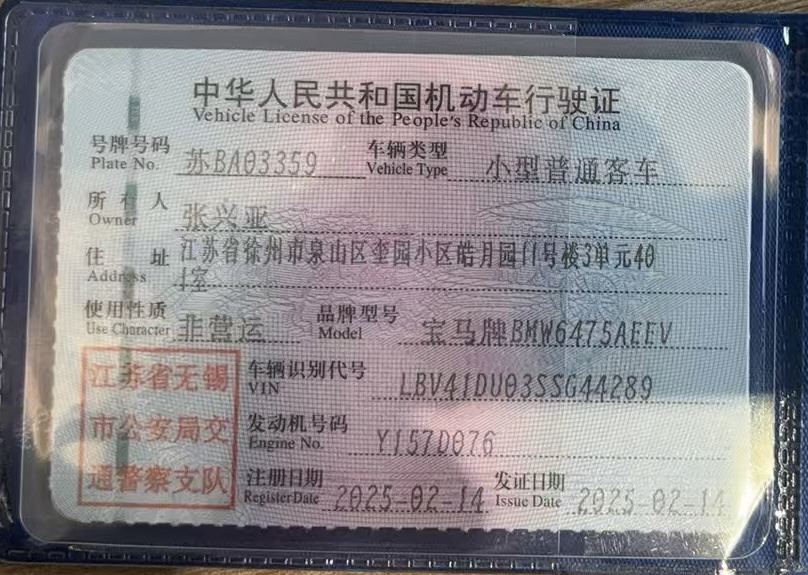 中华人民共和国机动车行驶证
Vehicle License of the People's Republic of China
号牌号码 苏BA03359 车辆类型 小型普通客车
Plate No. Vehicle Type
所有人 张兴亚
Owner
住址 江苏省徐州市泉山区奎园小区皓月园11号楼3单元40
Address 1室
使用性质 非营运 品牌型号 宝马牌BMW6475AEEV
Use Character Model
江苏省无锡 车辆识别代号 LBV41DU03SSG44289
VIN
市公安局交 发动机号码 Y157D076
Engine No.
通警察支队 注册日期 2025-02-14 发证日期 2025-02-14
Register Date Issue Date